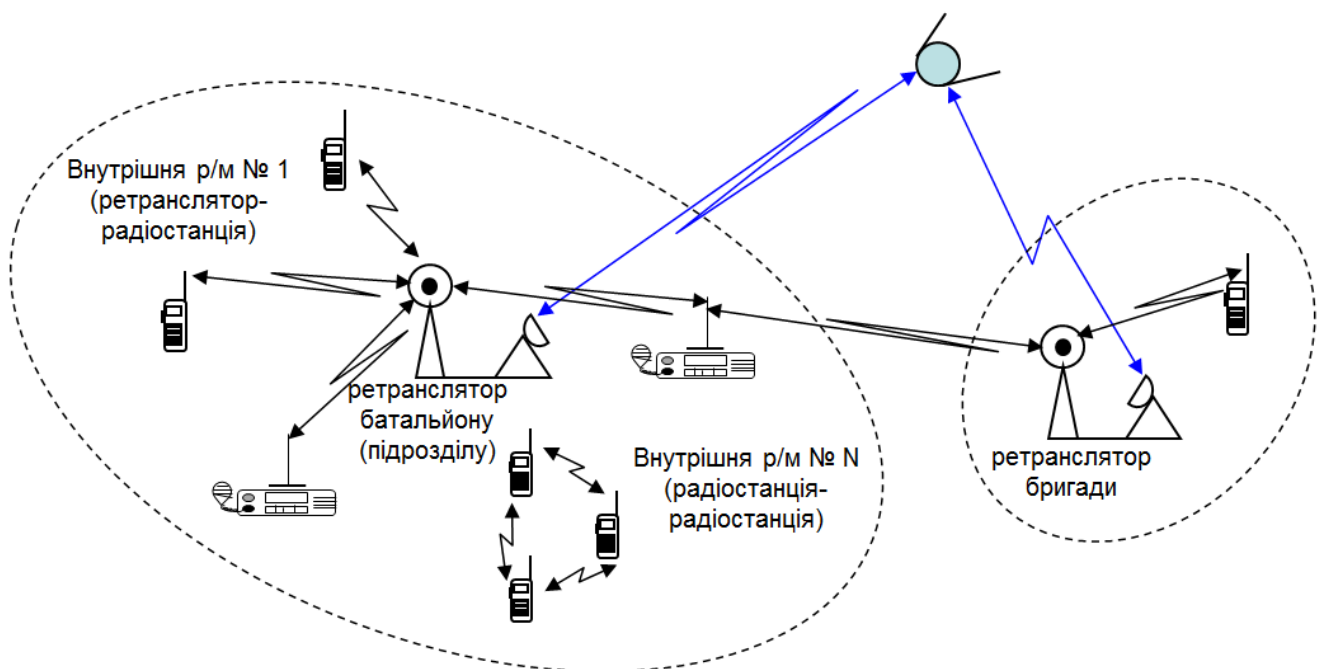 Внутрішня р/м № 1
(ретранслятор-
радіостанція)
ретранслятор
батальйону
(підрозділу)
Внутрішня р/м № N
(радіостанція-
радіостанція)
ретранслятор
бригади